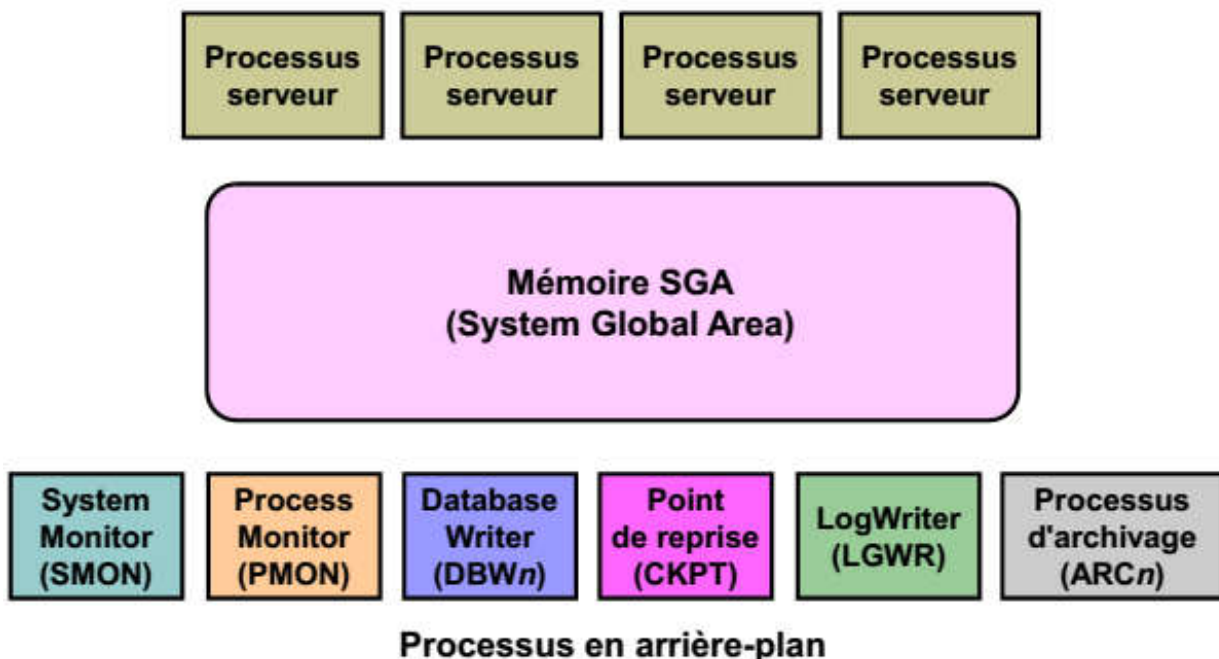 Processus
serveur
Processus
serveur
Processus
serveur
Processus
serveur
Mémoire SGA
(System Global Area)
System
Monitor
(SMON)
Process
Monitor
(PMON)
Database
Writer
(DBWn)
Point
de reprise
(CKPT)
LogWriter
(LGWR)
Processus
d'archivage
(ARCn)
Processus en arrière-plan